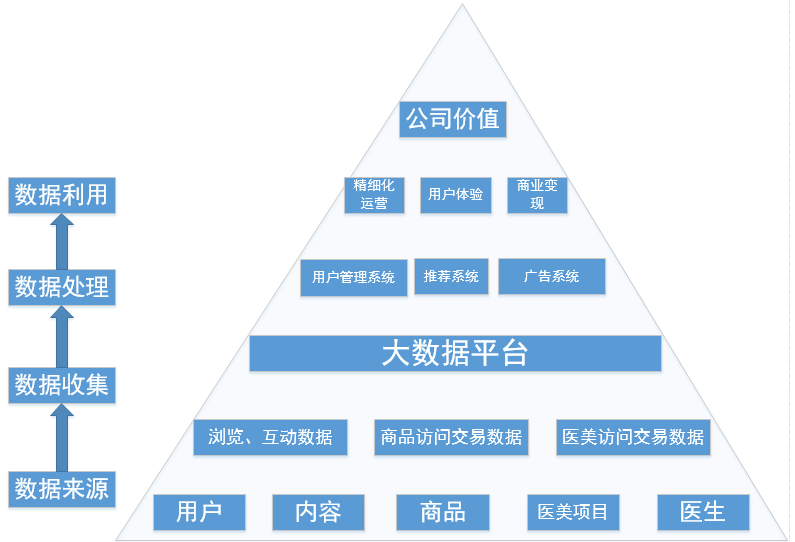 公司价值
数据利用
精细化
运营
用户体验
商业变
现
数据处理
用户管理系统
推荐系统
广告系统
大数据平台
数据收集
浏览、互动数据
商品访问交易数据
医美访问交易数据
数据来源
用户
内容
商品
医美项目
医生